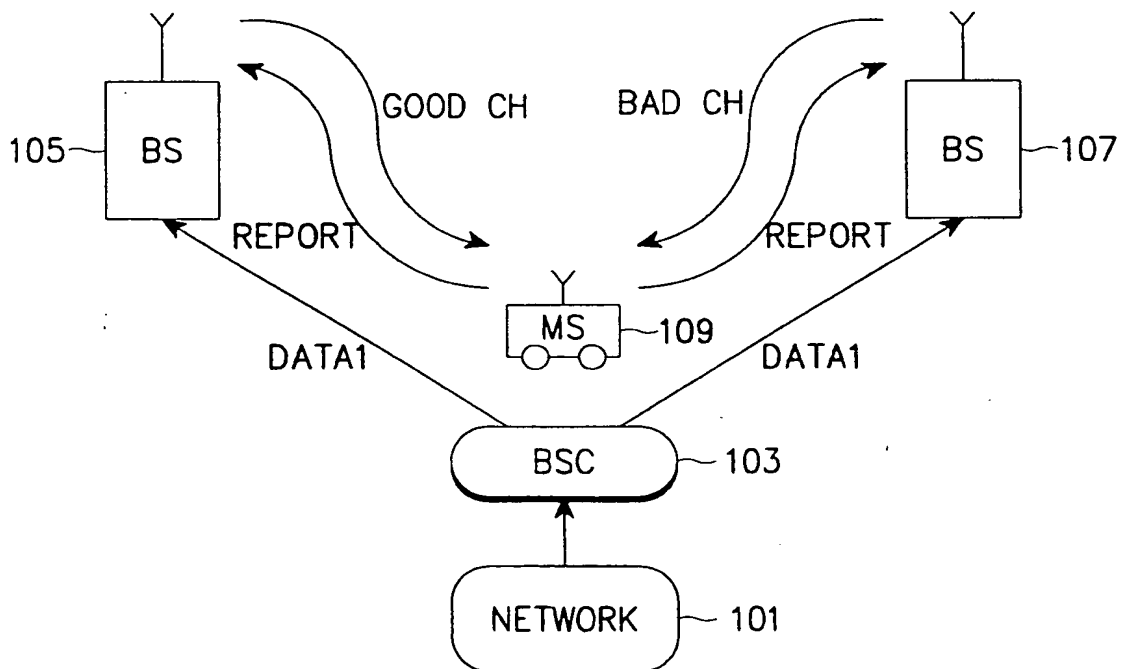 GOOD CH
BAD CH
105
BS
BS
107
REPORT
REPORT
MS
109
DATA1
DATA1
BSC
103
NETWORK
101